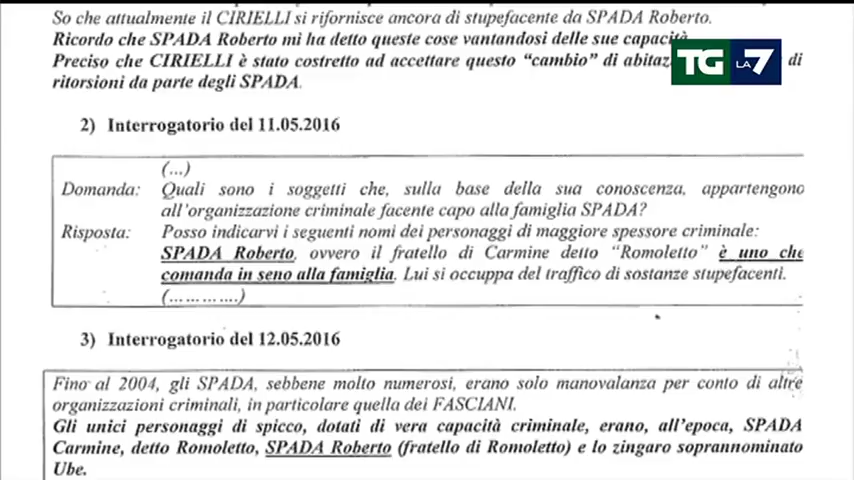 So che attualmente il CIRIELLI si rifornisce ancora di stupefacente da SPADA Roberto.
Ricordo che SPADA Roberto mi ha detto queste cose vantandosi delle sue capacità.
Preciso che CIRIELLI è stato costretto ad accettare questo “cambio” di di
TG LA7
ritorsioni da parte degli SPADA.
2) Interrogatorio del 11.05.2016
(...)
Domanda: Quali sono i soggetti che, sulla base della sua conoscenza, appartengono
all'organizzazione criminale facente capo alla famiglia SPADA?
Risposta: Posso indicarvi i seguenti nomi dei personaggi di maggiore spessore criminale:
SPADA Roberto, ovvero il fratello di Carmine detto “Romoletto” è uno che
comanda in seno alla famiglia. Lui si occuppa del traffico di sostanze stupefacenti.
(.............)
3) Interrogatorio del 12.05.2016
Fino al 2004, gli SPADA, sebbene molto numerosi, erano solo manovalanza per conto di altre
organizzazioni criminali, in particolare quella dei FASCIANI.
Gli unici personaggi di spicco, dotati di vera capacità criminale, erano, all'epoca, SPADA
Carmine, detto Romoletto, SPADA Roberto (fratello di Romoletto) e lo zingaro soprannominato
Ube.